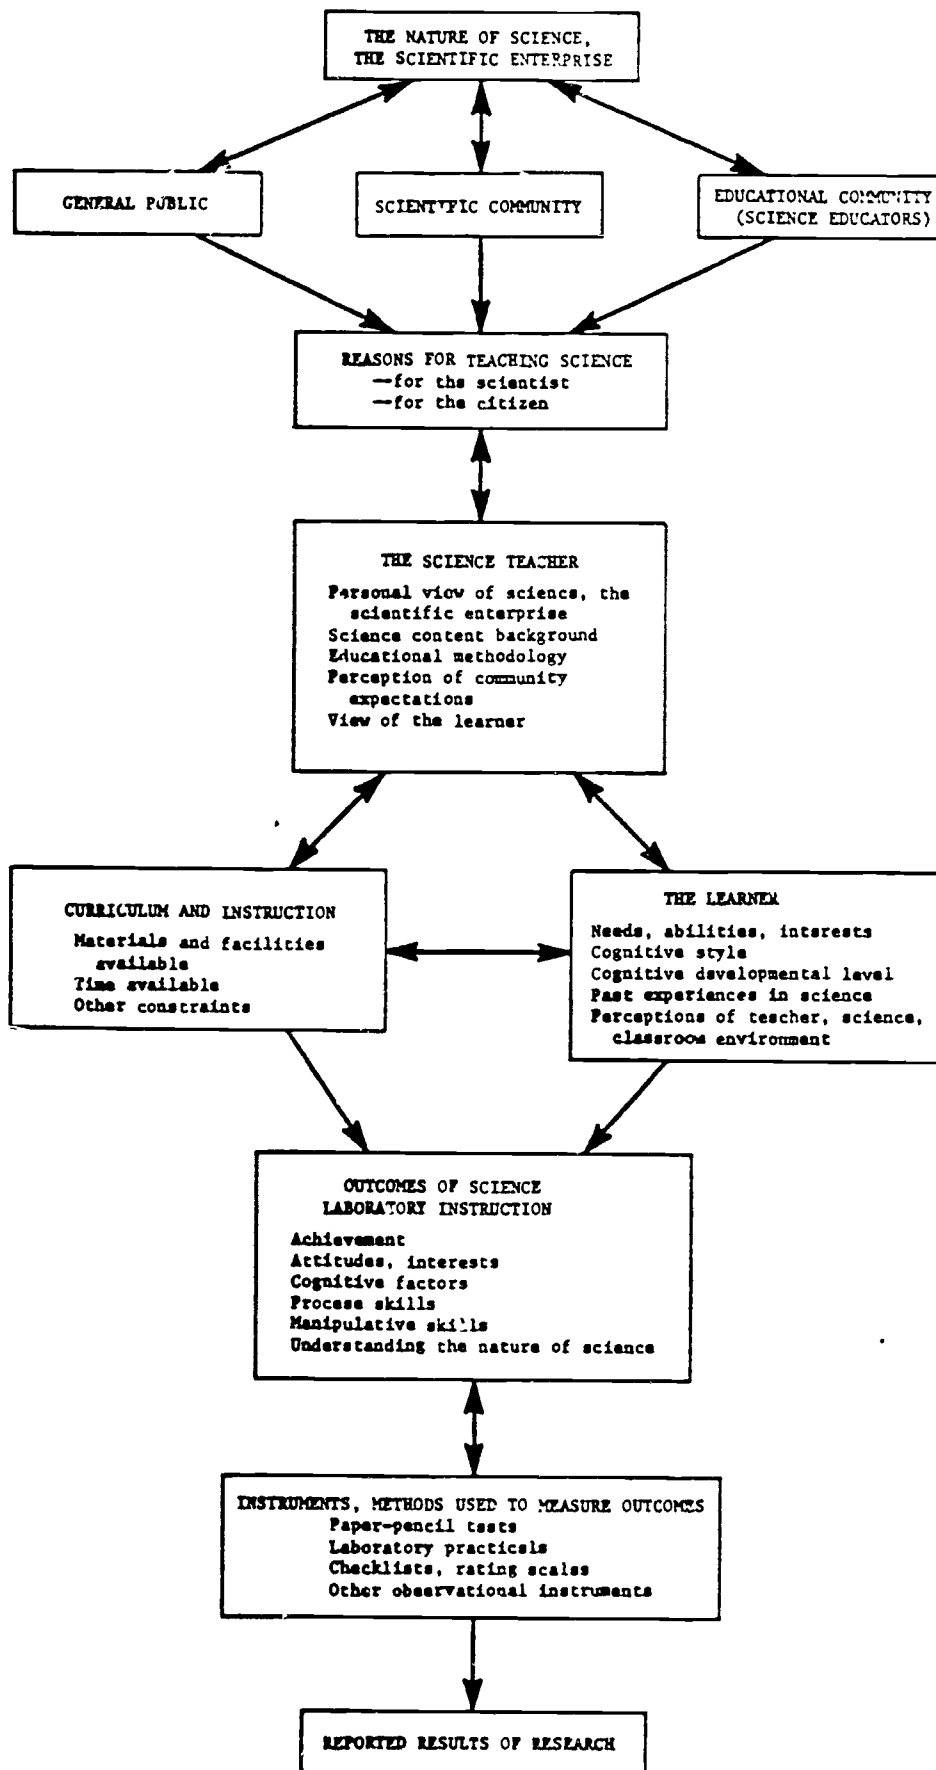 THE NATURE OF SCIENCE,
THE SCIENTIFIC ENTERPRISE
GENERAL PUBLIC
SCIENTIFIC COMMUNITY
EDUCATIONAL COMMUNITY
(SCIENCE EDUCATORS)
REASONS FOR TEACHING SCIENCE
—for the scientist
—for the citizen
THE SCIENCE TEACHER
Personal view of science, the
scientific enterprise
Science content background
Educational methodology
Perception of community
expectations
View of the learner
CURRICULUM AND INSTRUCTION
Materials and facilities
available
Time available
Other constraints
THE LEARNER
Needs, abilities, interests
Cognitive style
Cognitive developmental level
Past experiences in science
Perceptions of teacher, science,
classroom environment
OUTCOMES OF SCIENCE
LABORATORY INSTRUCTION
Achievement
Attitudes, interests
Cognitive factors
Process skills
Manipulative skills
Understanding the nature of science
INSTRUMENTS, METHODS USED TO MEASURE OUTCOMES
Paper-pencil tests
Laboratory practicals
Checklists, rating scales
Other observational instruments
REPORTED RESULTS OF RESEARCH